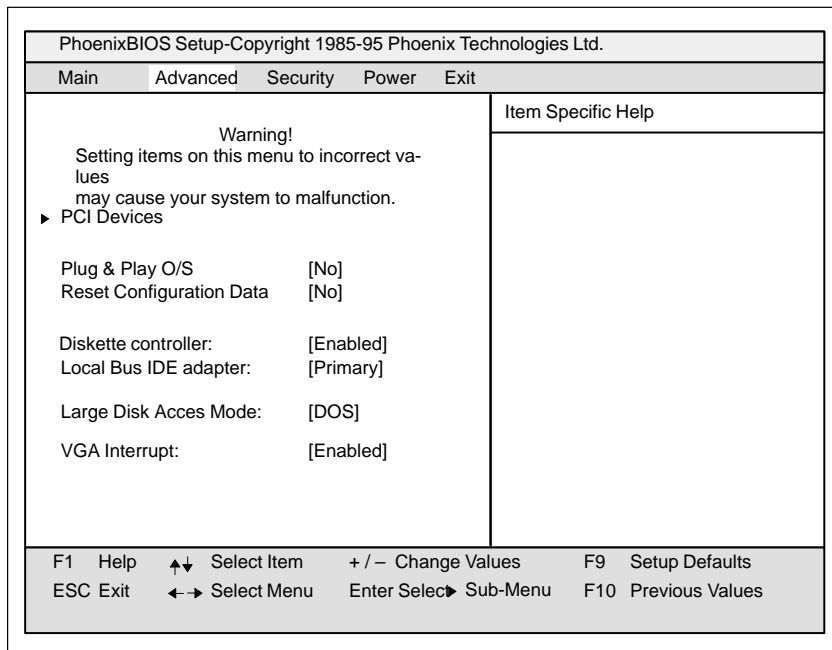 PhoenixBIOS Setup-Copyright 1985-95 Phoenix Technologies Ltd.
Main Advanced Security Power Exit
Item Specific Help
Warning!
Setting items on this menu to incorrect va-
lues
may cause your system to malfunction.
PCI Devices
Plug & Play O/S [No]
Reset Configuration Data [No]
Diskette controller: [Enabled]
Local Bus IDE adapter: [Primary]
Large Disk Acces Mode: [DOS]
VGA Interrupt: [Enabled]
F1 Help Select Item + / – Change Values F9 Setup Defaults
ESC Exit Select Menu Enter Select Sub-Menu F10 Previous Values